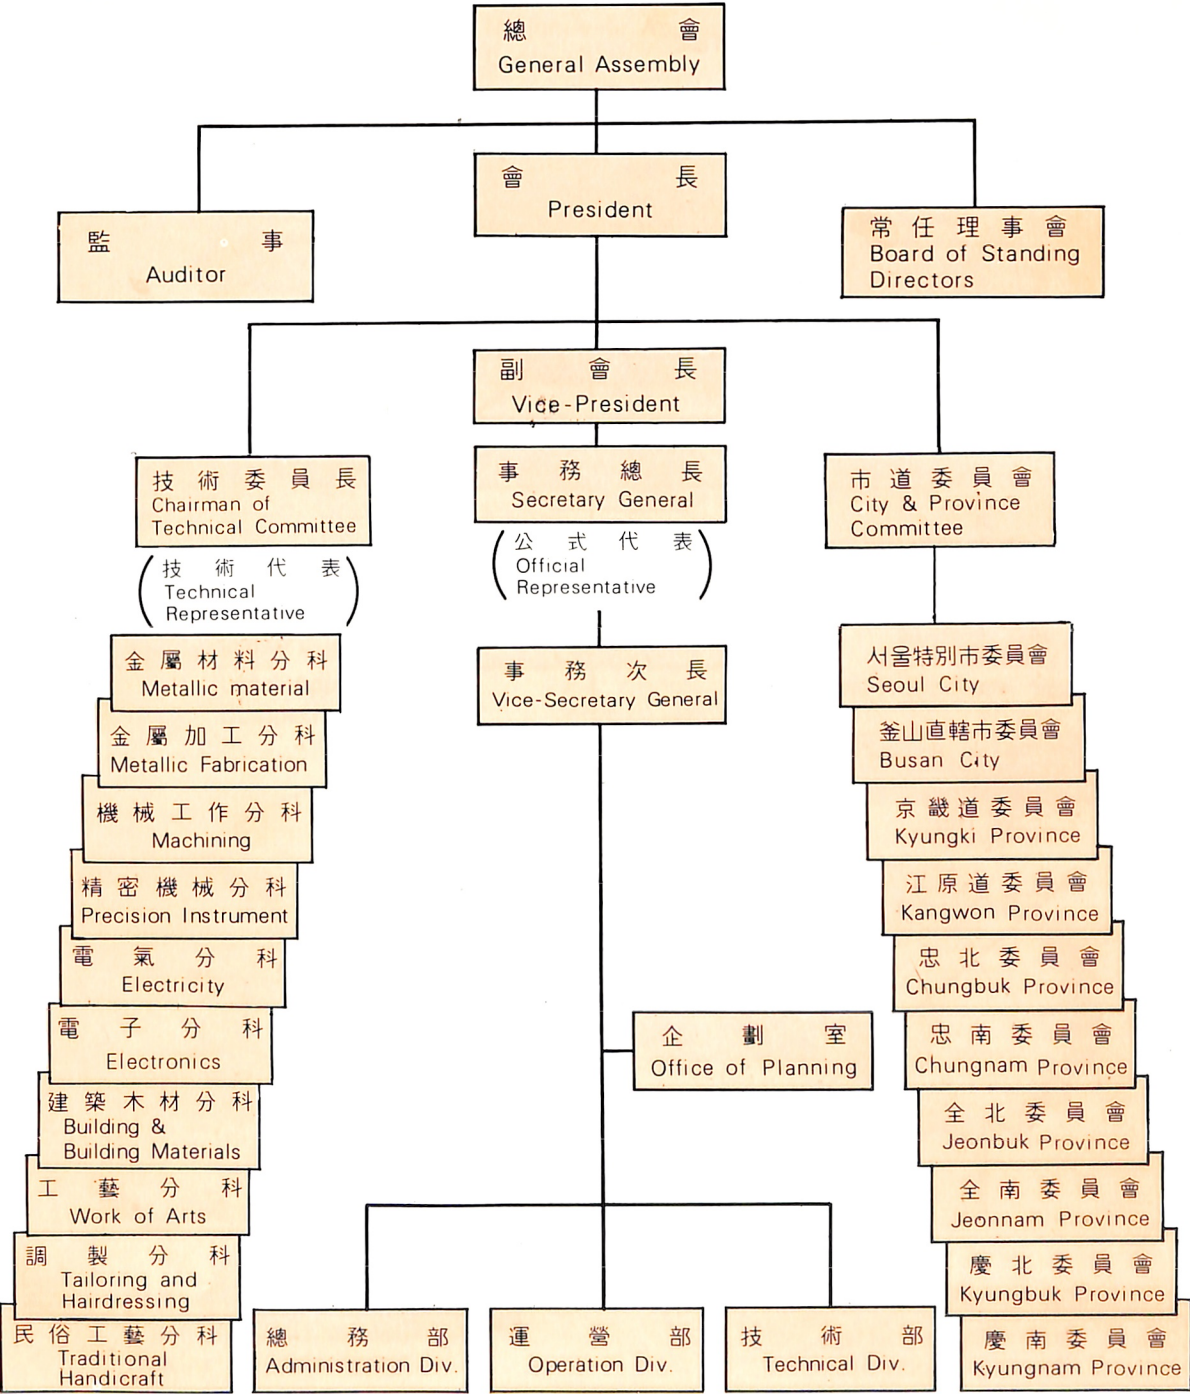 總 會
General Assembly
會 長
President
監 事
Auditor
常 任 理 事 會
Board of Standing
Directors
副 會 長
Vice-President
技 術 委 員 長
Chairman of
Technical Committee
(技 術 代 表
Technical
Representative)
事 務 總 長
Secretary General
(公 式 代 表
Official
Representative)
市 道 委 員 會
City & Province
Committee
金 屬 材 料 分 科
Metallic material
金 屬 加 工 分 科
Metallic Fabrication
機 械 工 作 分 科
Machining
精 密 機 械 分 科
Precision Instrument
電 氣 分 科
Electricity
電 子 分 科
Electronics
建 築 木 材 分 科
Building &
Building Materials
工 藝 分 科
Work of Arts
調 製 分 科
Tailoring and
Hairdressing
民 俗 工 藝 分 科
Traditional
Handicraft
事 務 次 長
Vice-Secretary General
企 劃 室
Office of Planning
總 務 部
Administration Div.
運 營 部
Operation Div.
技 術 部
Technical Div.
서울特別市委員會
Seoul City
釜山直轄市委員會
Busan City
京 畿 道 委 員 會
Kyungki Province
江 原 道 委 員 會
Kangwon Province
忠 北 委 員 會
Chungbuk Province
忠 南 委 員 會
Chungnam Province
全 北 委 員 會
Jeonbuk Province
全 南 委 員 會
Jeonnam Province
慶 北 委 員 會
Kyungbuk Province
慶 南 委 員 會
Kyungnam Province